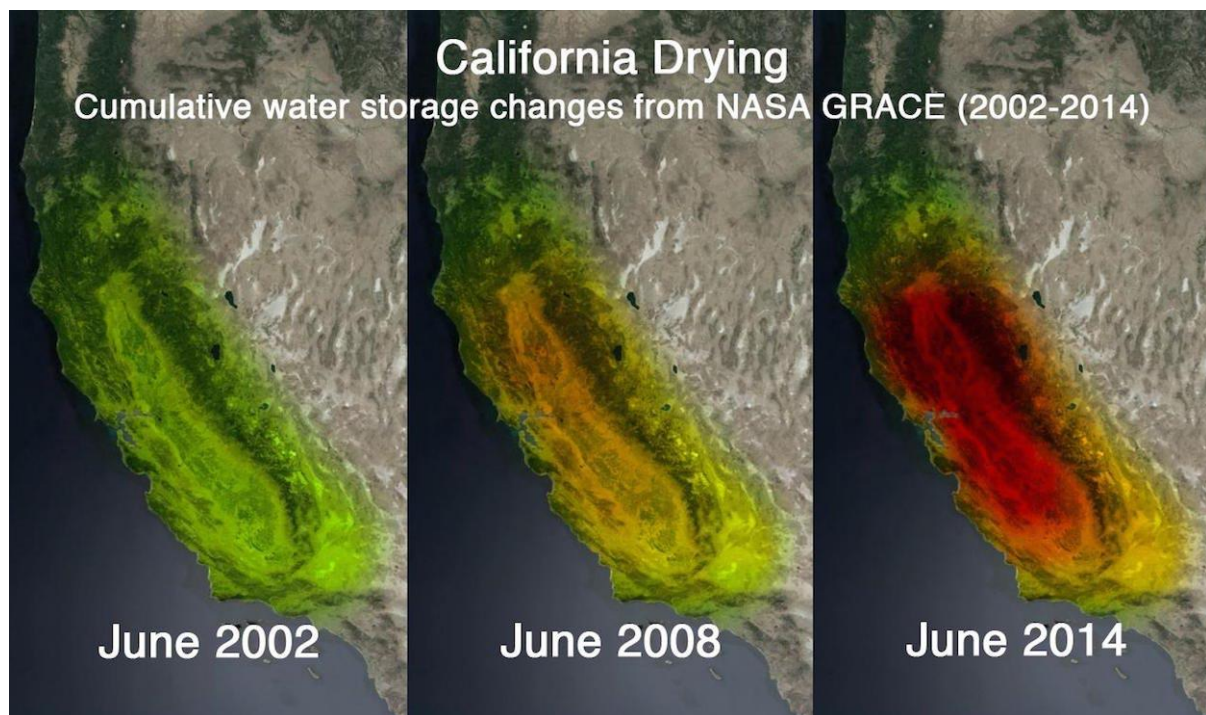 California Drying
Cumulative water storage changes from NASA GRACE (2002-2014)
June 2002
June 2008
June 2014